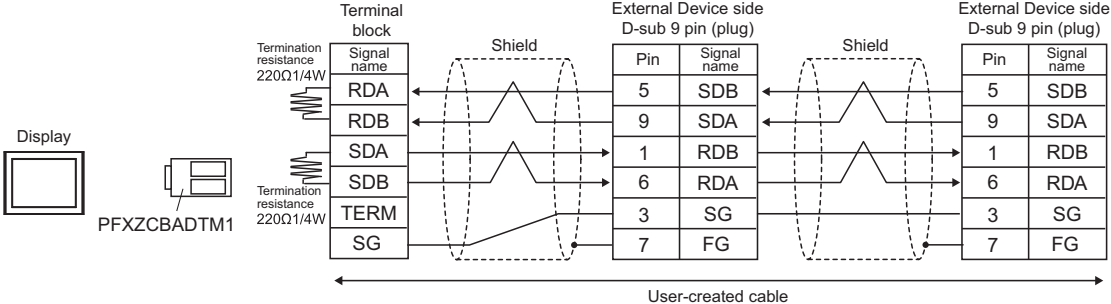 Terminal block
External Device side
D-sub 9 pin (plug)
External Device side
D-sub 9 pin (plug)
Termination resistance 220Ω1/4W
Shield
Shield
Signal name
Pin Signal name
Pin Signal name
RDA 5 SDB 5 SDB
RDB 9 SDA 9 SDA
SDA 1 RDB 1 RDB
SDB 6 RDA 6 RDA
TERM 3 SG 3 SG
SG 7 FG 7 FG
Termination resistance 220Ω1/4W
Display
PFXZCBADTM1
User-created cable